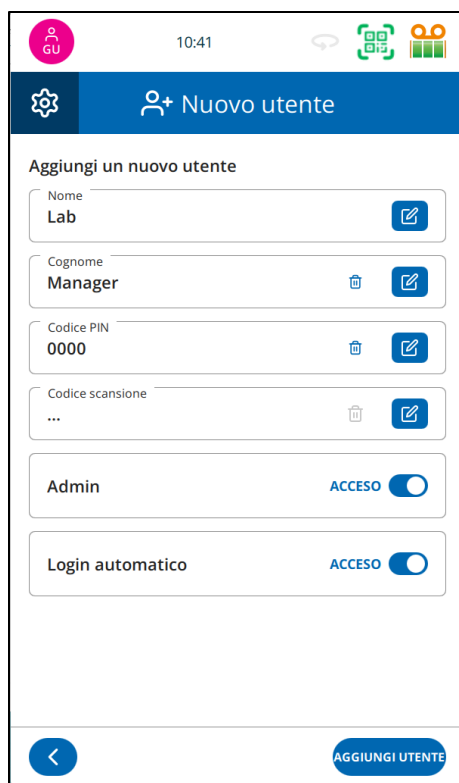 GU
10:41
Nuovo utente
Aggiungi un nuovo utente
Nome
Lab
Cognome
Manager
Codice PIN
0000
Codice scansione
...
Admin
ACCESO
Login automatico
ACCESO
AGGIUNGI UTENTE